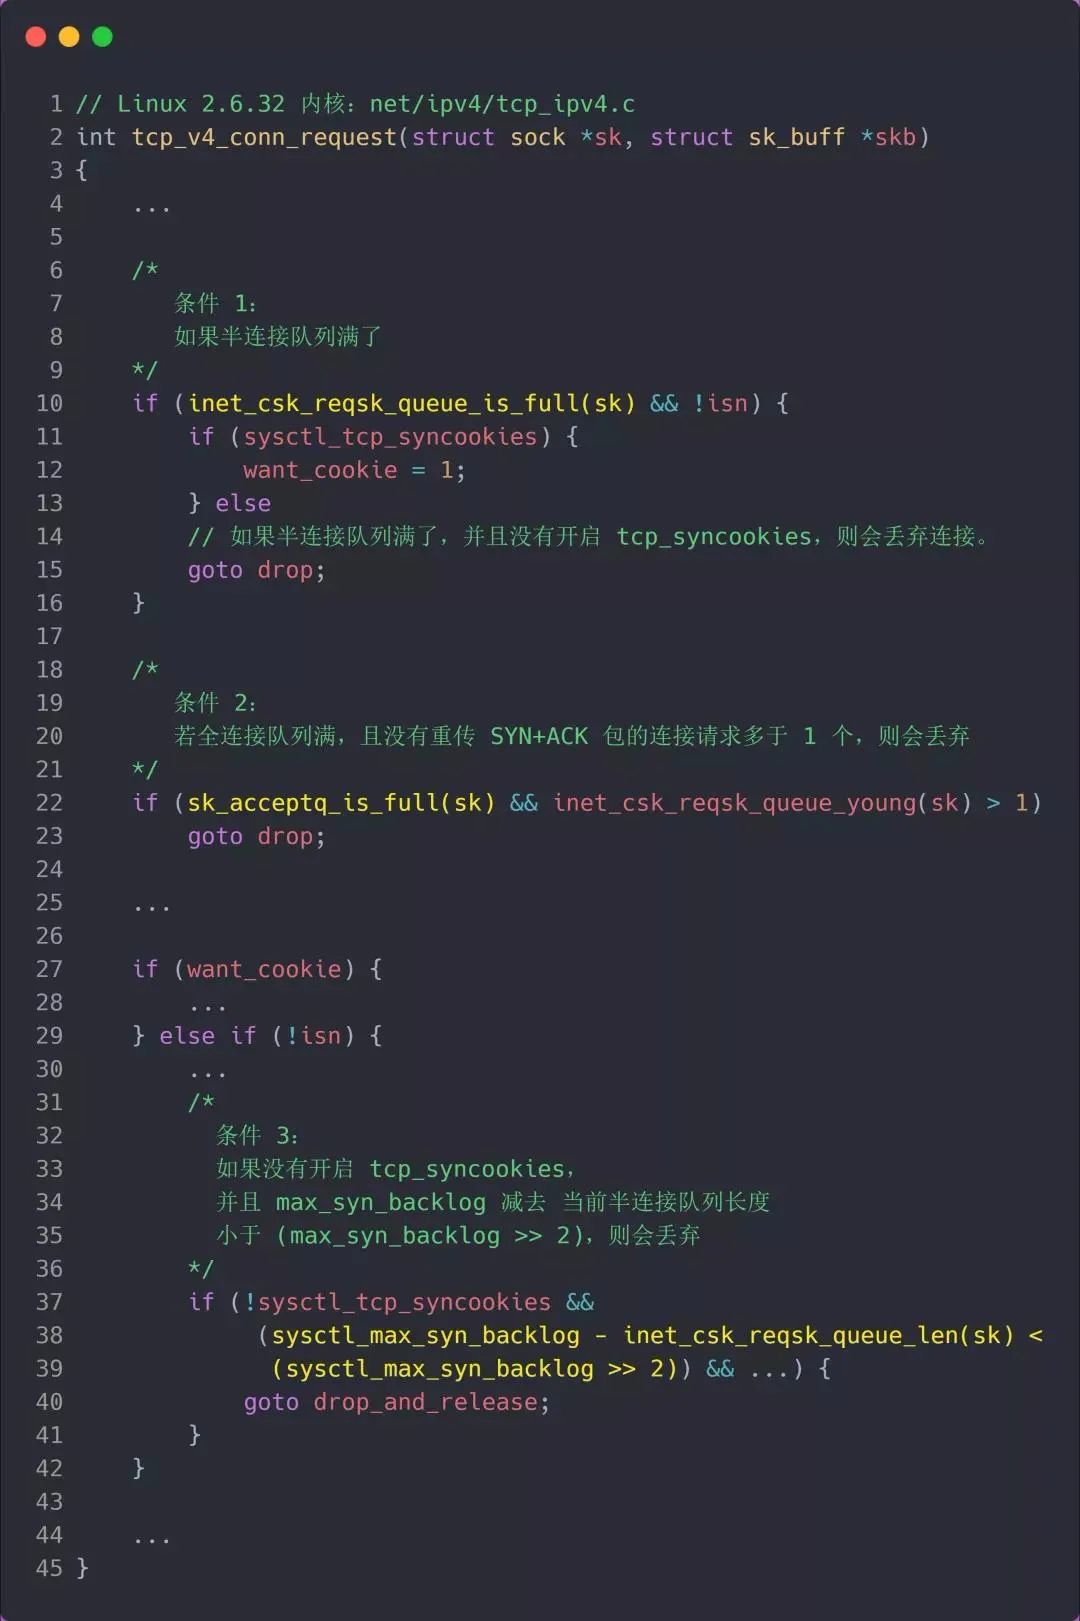 1 // Linux 2.6.32 内核：net/ipv4/tcp_ipv4.c
2 int tcp_v4_conn_request(struct sock *sk, struct sk_buff *skb)
3 {
4     ...
5
6     /*
7        条件 1：
8        如果半连接队列满了
9     */
10     if (inet_csk_reqsk_queue_is_full(sk) && !isn) {
11         if (sysctl_tcp_syncookies) {
12             want_cookie = 1;
13         } else
14         // 如果半连接队列满了，并且没有开启 tcp_syncookies，则会丢弃连接。
15         goto drop;
16     }
17
18     /*
19        条件 2：
20        若全连接队列满，且没有重传 SYN+ACK 包的连接请求多于 1 个，则会丢弃
21     */
22     if (sk_acceptq_is_full(sk) && inet_csk_reqsk_queue_young(sk) > 1)
23         goto drop;
24
25     ...
26
27     if (want_cookie) {
28         ...
29     } else if (!isn) {
30         ...
31         /*
32           条件 3：
33           如果没有开启 tcp_syncookies，
34           并且 max_syn_backlog 减去 当前半连接队列长度
35           小于 (max_syn_backlog >> 2)，则会丢弃
36         */
37         if (!sysctl_tcp_syncookies &&
38              (sysctl_max_syn_backlog - inet_csk_reqsk_queue_len(sk) <
39               (sysctl_max_syn_backlog >> 2)) && ...) {
40             goto drop_and_release;
41         }
42     }
43
44     ...
45 }